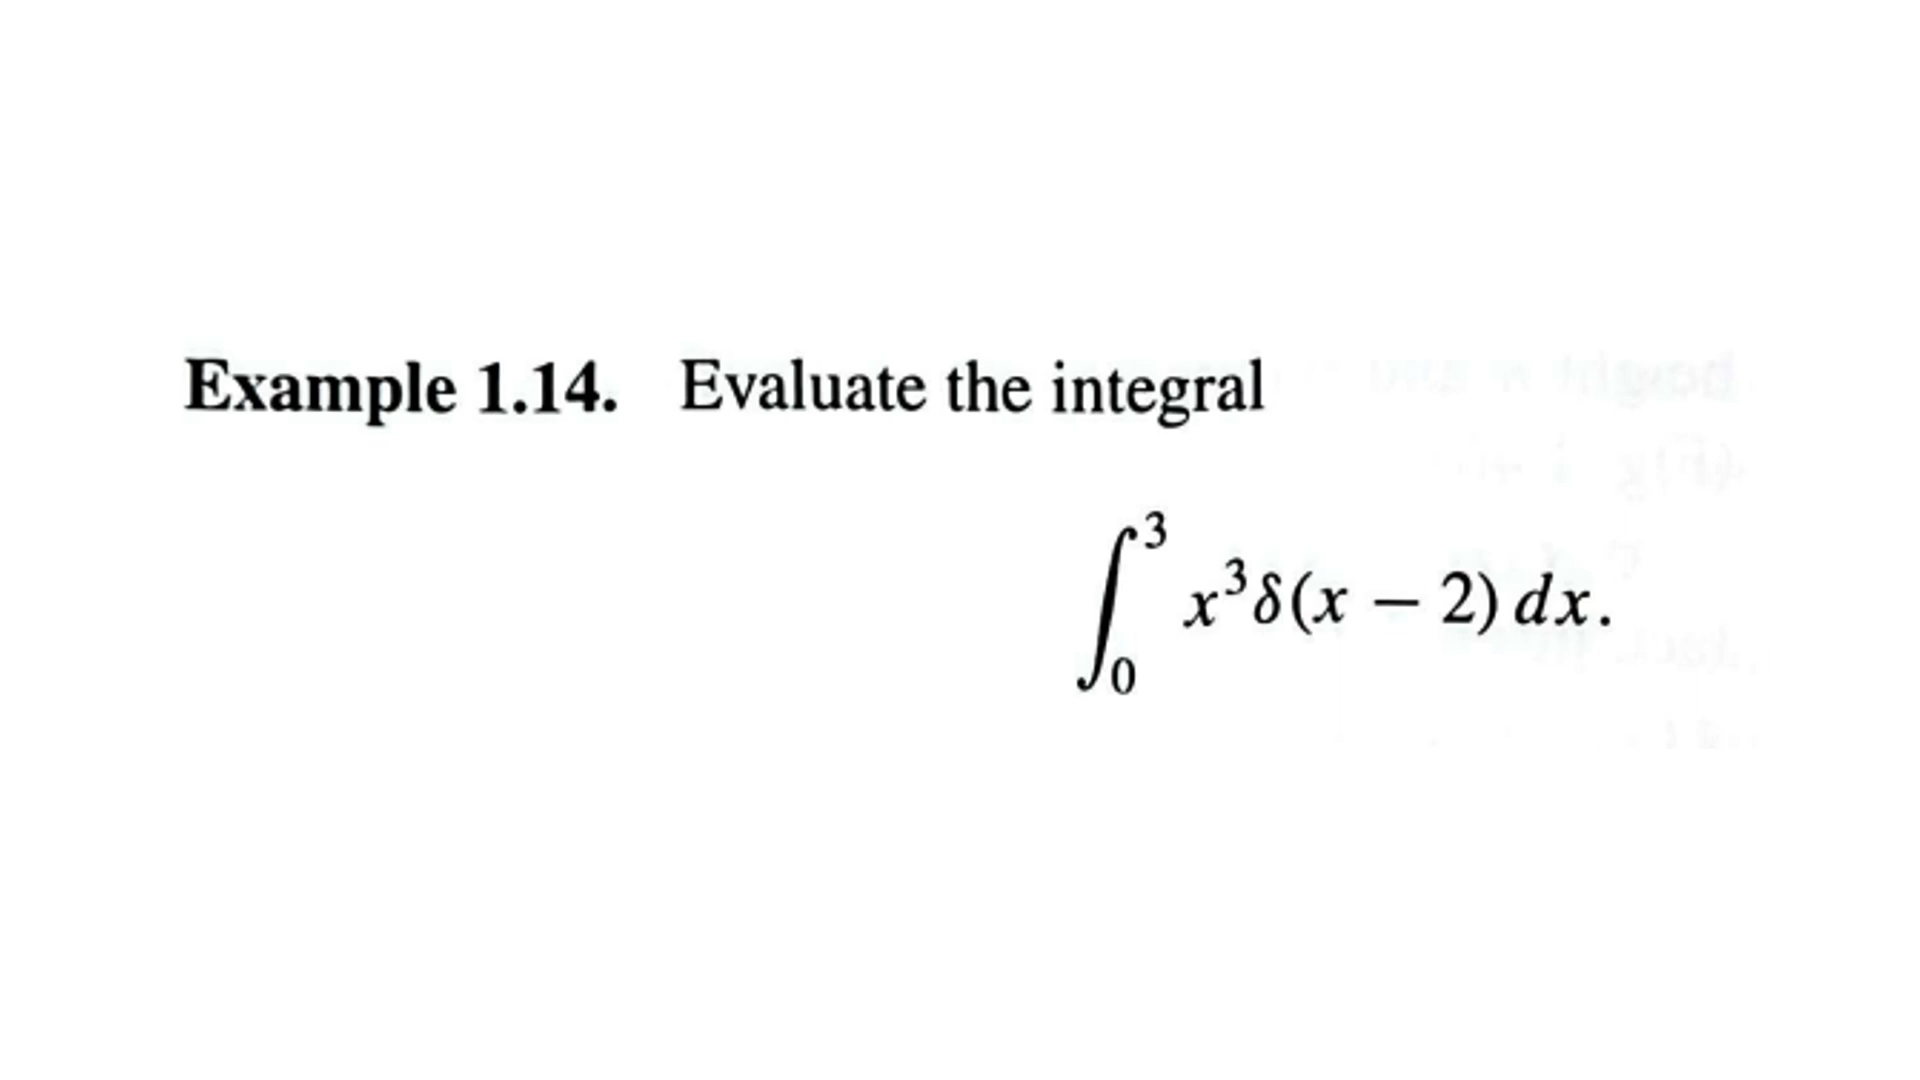 Example 1.14. Evaluate the integral
∫₀³ x³δ(x − 2) dx.